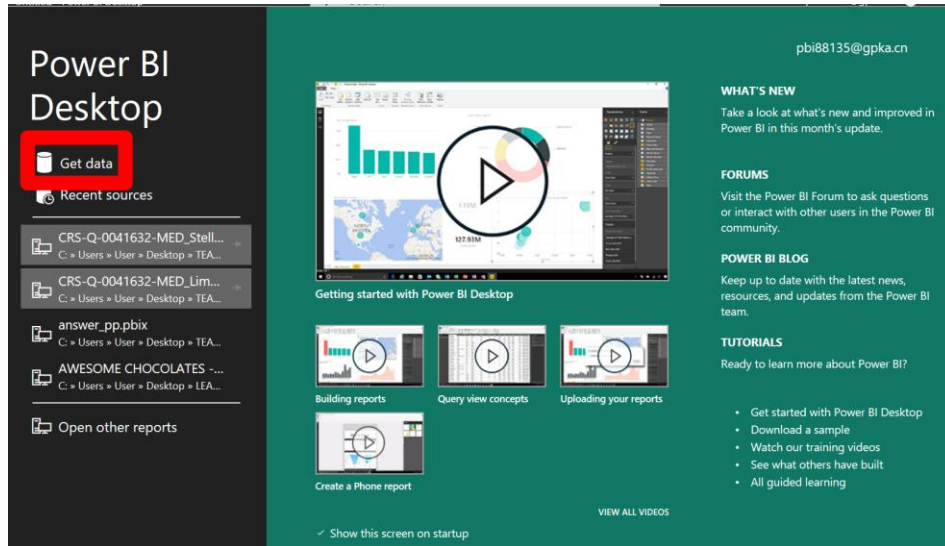 Power BI
Desktop
Get data
Recent sources
CRS-Q-0041632-MED_Stell...
C: » Users » User » Desktop » TEA...
CRS-Q-0041632-MED_Lim...
C: » Users » User » Desktop » TEA...
answer_pp.pbix
C: » Users » User » Desktop » TEA...
AWESOME CHOCOLATES -...
C: » Users » User » Desktop » LEA...
Open other reports
127.93M
Getting started with Power BI Desktop
Building reports
Query view concepts
Uploading your reports
Create a Phone report
VIEW ALL VIDEOS
Show this screen on startup
pbi88135@gpka.cn
WHAT'S NEW
Take a look at what's new and improved in
Power BI in this month's update.
FORUMS
Visit the Power BI Forum to ask questions
or interact with other users in the Power BI
community.
POWER BI BLOG
Keep up to date with the latest news,
resources, and updates from the Power BI
team.
TUTORIALS
Ready to learn more about Power BI?
• Get started with Power BI Desktop
• Download a sample
• Watch our training videos
• See what others have built
• All guided learning